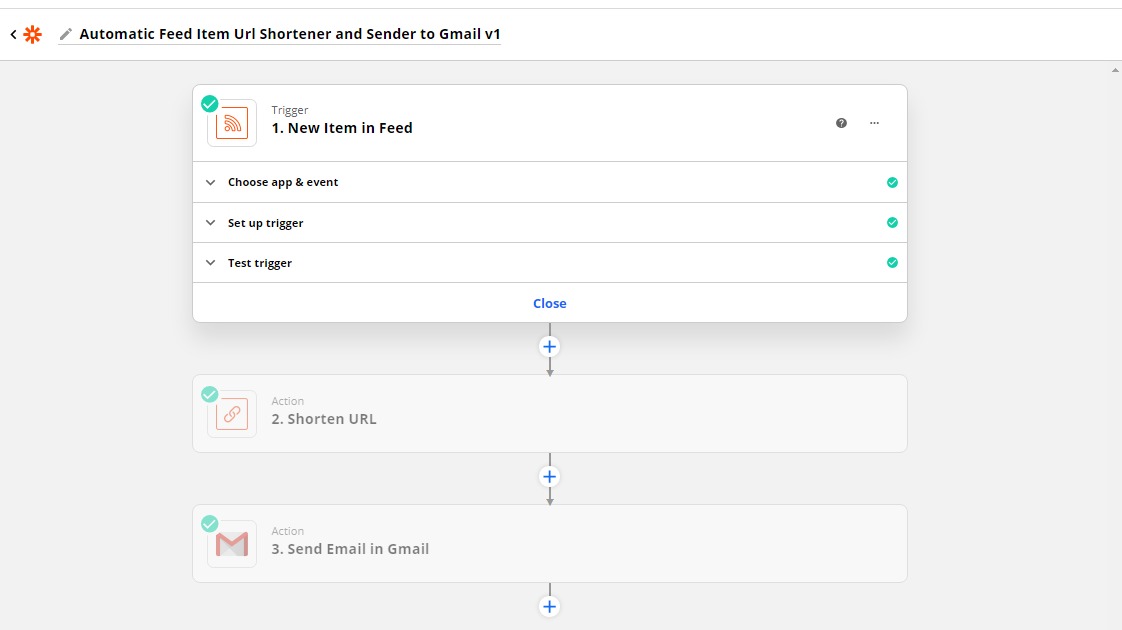 Automatic Feed Item Url Shortener and Sender to Gmail v1
Trigger
1. New Item in Feed
Choose app & event
Set up trigger
Test trigger
Close
Action
2. Shorten URL
Action
3. Send Email in Gmail